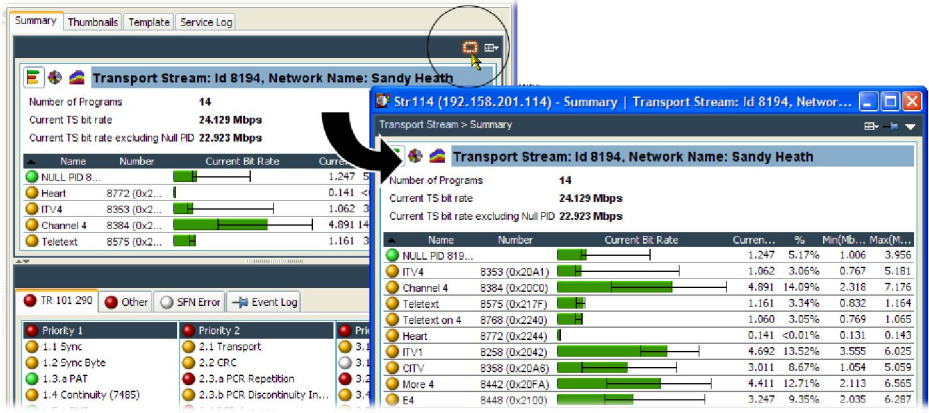 Summary Thumbnails Template Service Log
Transport Stream: Id 8194, Network Name: Sandy Heath
Number of Programs 14
Current TS bit rate 24.129 Mbps
Current TS bit rate excluding Null PID 22.923 Mbps
Name Number Current Bit Rate
NULL PID 8... 1.247
Heart 8772 (0x2... 0.141
ITV4 8353 (0x2... 1.062
Channel 4 8384 (0x20... 4.891 14
Teletext 8575 (0x2... 1.161
TR 101 290 Other SFN Error Event Log
Priority 1 Priority 2
1.1 Sync 2.1 Transport
1.2 Sync Byte 2.2 CRC
1.3.a PAT 2.3.a PCR Repetition
1.4 Continuity (7485) 2.3.b PCR Discontinuity In...
Str114 (192.158.201.114) - Summary | Transport Stream: Id 8194, Networ...
Transport Stream > Summary
Transport Stream: Id 8194, Network Name: Sandy Heath
Number of Programs 14
Current TS bit rate 24.129 Mbps
Current TS bit rate excluding Null PID 22.923 Mbps
Name Number Current Bit Rate Curren... % Min(Mb... Max(M...
NULL PID 819... 1.247 5.17% 1.006 3.956
ITV4 8353 (0x20A1) 1.062 3.06% 0.767 5.181
Channel 4 8384 (0x20C0) 4.891 14.09% 2.318 7.176
Teletext 8575 (0x217F) 1.161 3.34% 0.832 1.164
Teletext on 4 8768 (0x2240) 1.060 3.05% 0.769 1.065
Heart 8772 (0x2244) 0.141 <0.01% 0.131 0.143
ITV1 8258 (0x2042) 4.692 13.52% 3.555 6.025
CITV 8358 (0x20A6) 3.011 8.67% 1.054 5.059
More 4 8442 (0x20FA) 4.411 12.71% 2.113 6.565
E4 8448 (0x2100) 3.247 9.35% 2.035 6.287